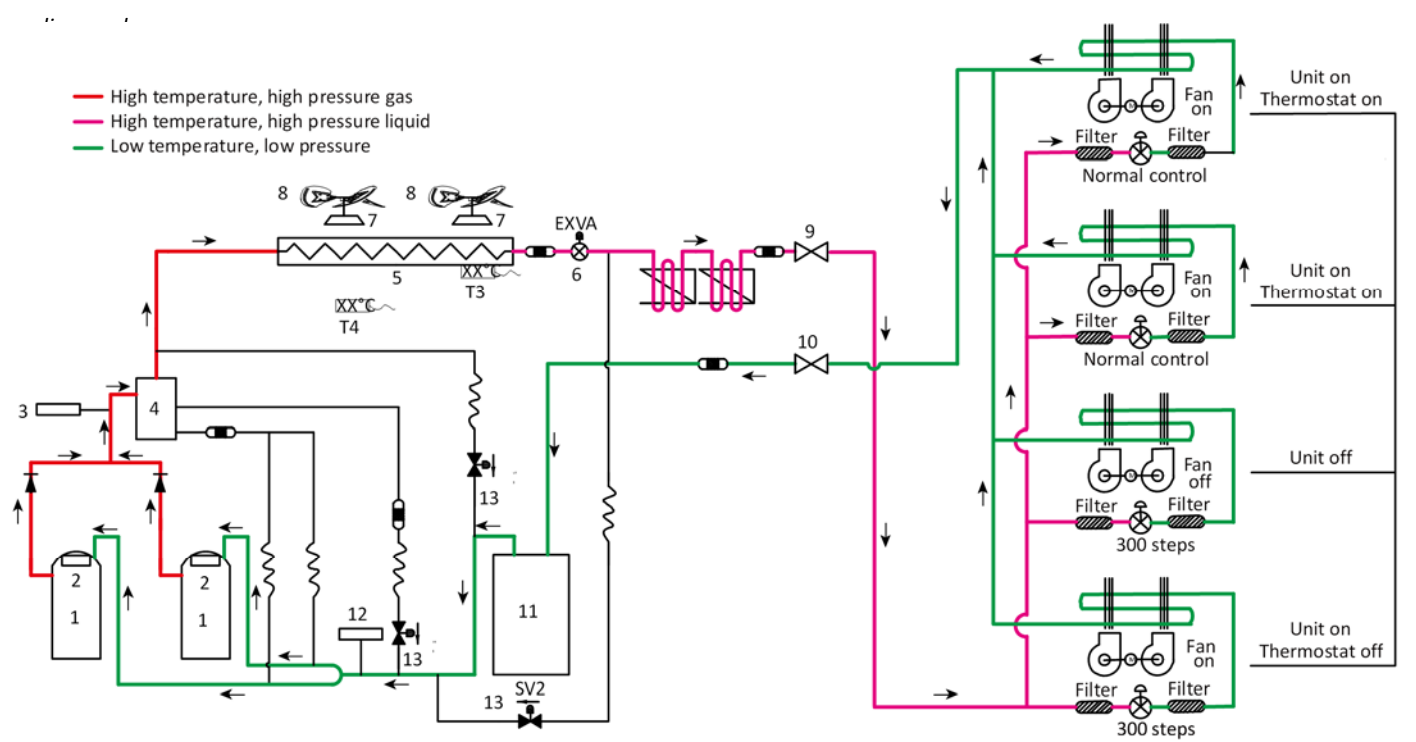 High temperature, high pressure gas
High temperature, high pressure liquid
Low temperature, low pressure
8
7
8
7
EXVA
6
9
5
XX°C
T3
XX°C
T4
10
3
4
13
2
1
2
1
12
13
11
13
SV2
Fan
on
Filter
Filter
Normal control
Unit on
Thermostat on
Fan
on
Filter
Filter
Normal control
Unit on
Thermostat on
Fan
off
Filter
Filter
300 steps
Unit off
Fan
on
Filter
Filter
300 steps
Unit on
Thermostat off